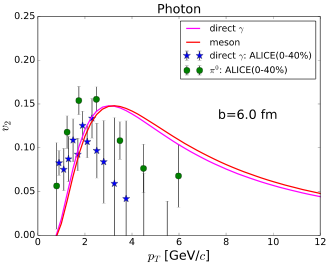 Photon
0.25
0.20
0.15
0.10
0.05
0.00
v₂
direct γ
meson
direct γ: ALICE(0-40%)
π⁰: ALICE(0-40%)
b=6.0 fm
0 2 4 6 8 10 12
p_T [GeV/c]